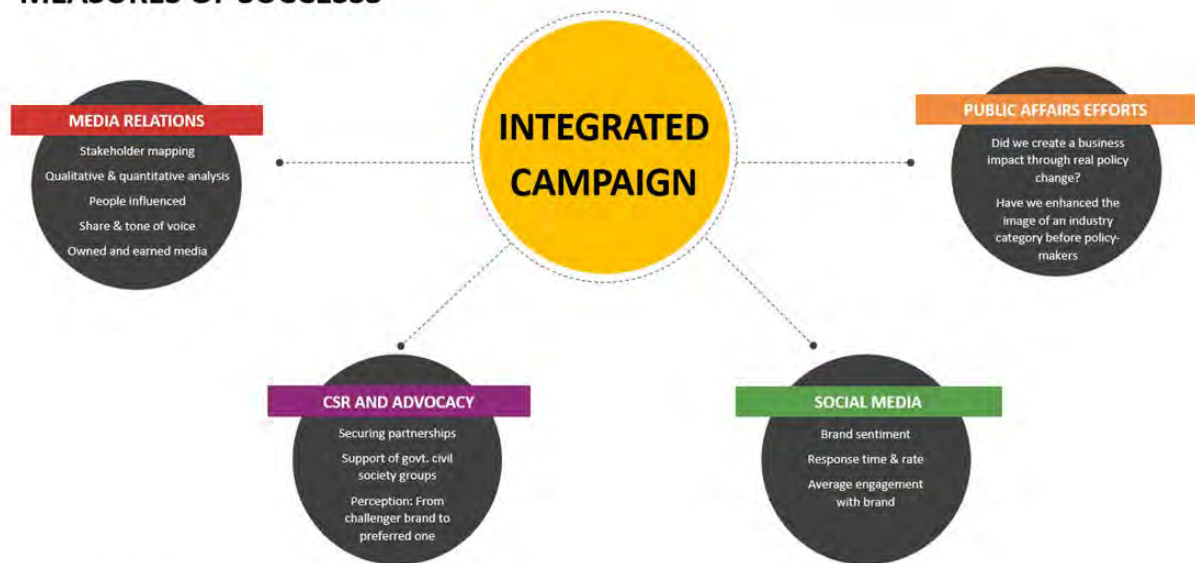 MEASURES OF SUCCESSS
INTEGRATED
CAMPAIGN
MEDIA RELATIONS
Stakeholder mapping
Qualitative & quantitative analysis
People influenced
Share & tone of voice
Owned and earned media
PUBLIC AFFAIRS EFFORTS
Did we create a business
impact through real policy
change?
Have we enhanced the
image of an industry
category before policy-
makers
CSR AND ADVOCACY
Securing partnerships
Support of govt. civil
society groups
Perception: From
challenger brand to
preferred one
SOCIAL MEDIA
Brand sentiment
Response time & rate
Average engagement
with brand